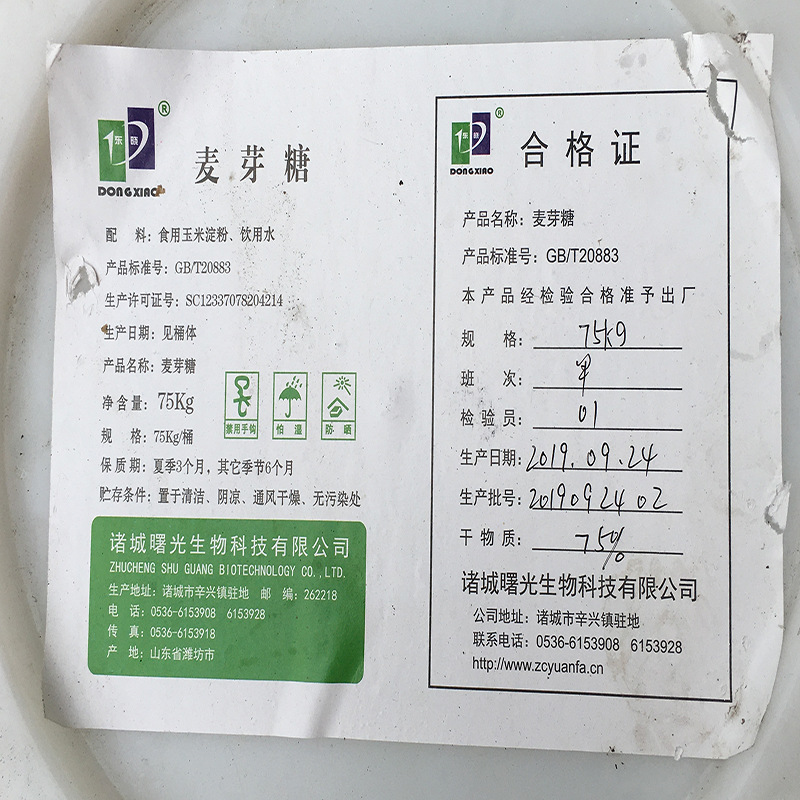 东晓
®
DONGXIAO
麦芽糖
配 料：食用玉米淀粉、饮用水
产品标准号：GB/T20883
生产许可证号：SC12337078204214
生产日期：见桶体
产品名称：麦芽糖
净含量：75Kg
规 格：75Kg/桶
保质期：夏季3个月，其它季节6个月
贮存条件：置于清洁、阴凉、通风干燥、无污染处
禁用手钩
怕湿
防晒
诸城曙光生物科技有限公司
ZHUCHENG SHU GUANG BIOTECHNOLOGY CO.,LTD.
生产地址：诸城市辛兴镇驻地 邮 编：262218
电 话：0536-6153908 6153928
传 真：0536-6153918
产 地：山东省潍坊市
东晓
®
DONGXIAO
合格证
产品名称：麦芽糖
产品标准号：GB/T20883
本产品经检验合格准予出厂
规 格：75kg
班 次：
检验员：01
生产日期：2019.09.24
生产批号：2019092402
干物质：75%
诸城曙光生物科技有限公司
公司地址：诸城市辛兴镇驻地
联系电话：0536-6153908 6153928
http://www.zcyuanfa.cn